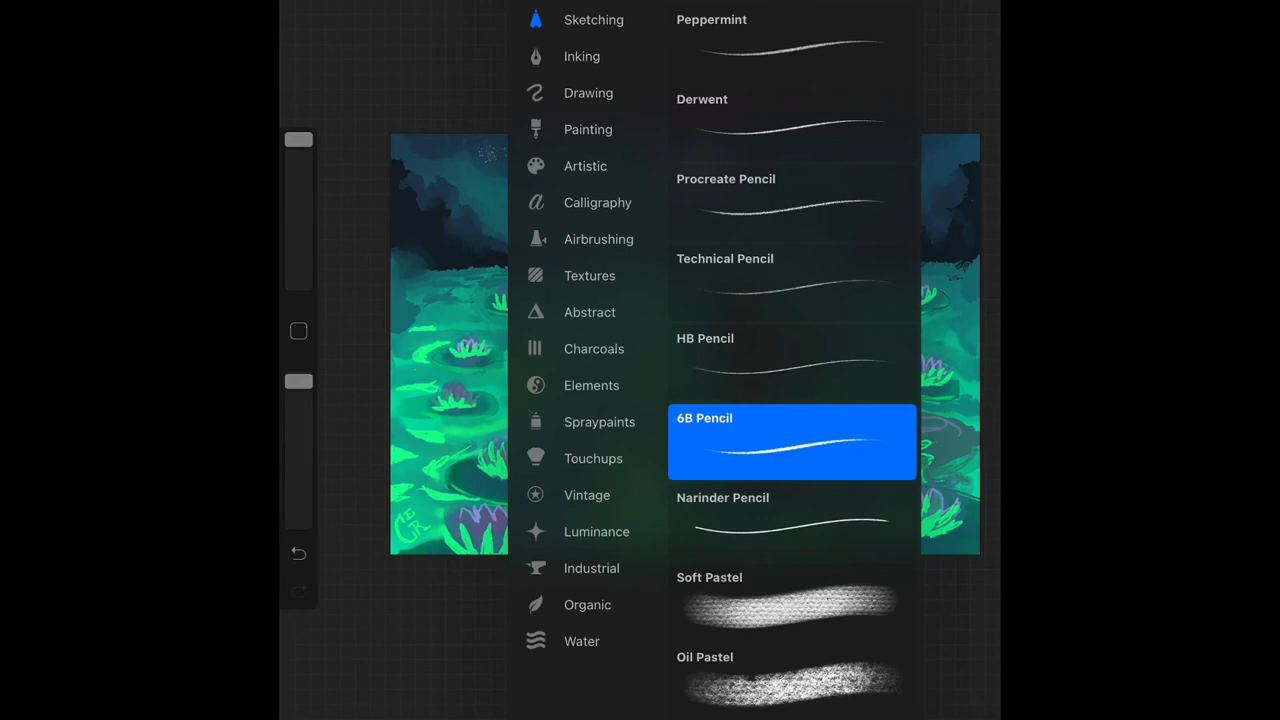 Sketching
Inking
Drawing
Painting
Artistic
Calligraphy
Airbrushing
Textures
Abstract
Charcoals
Elements
Spraypaints
Touchups
Vintage
Luminance
Industrial
Organic
Water
Peppermint
Derwent
Procreate Pencil
Technical Pencil
HB Pencil
6B Pencil
Narinder Pencil
Soft Pastel
Oil Pastel
CER